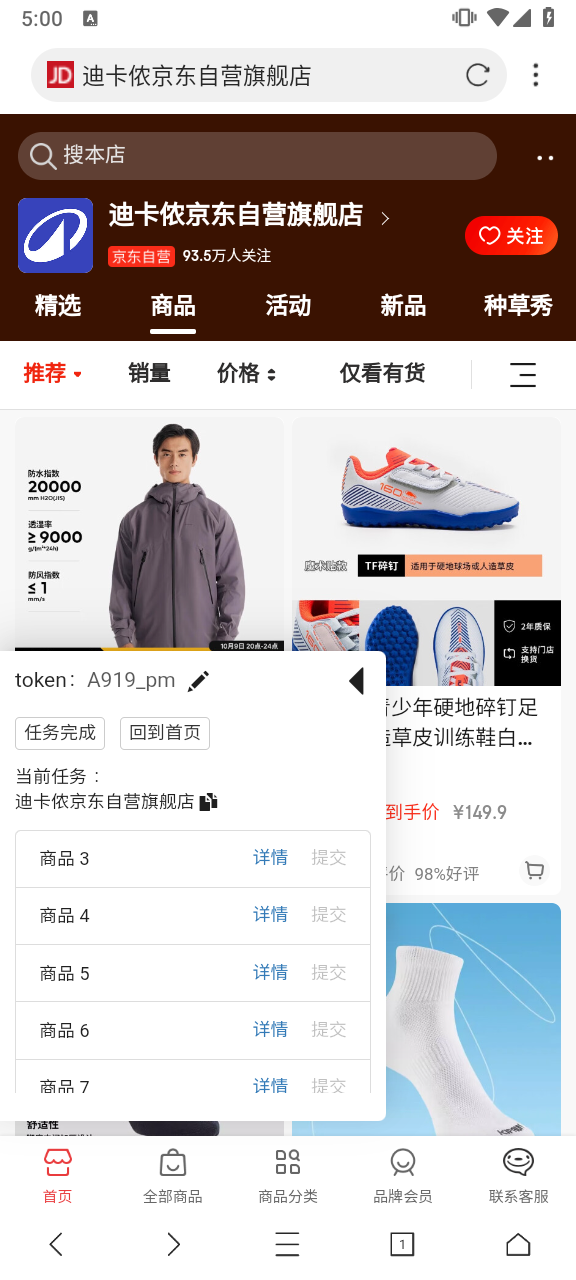 5:00
A
JD 迪卡侬京东自营旗舰店
搜本店
迪卡侬京东自营旗舰店
京东自营 93.5万人关注
关注
精选 商品 活动 新品 种草秀
推荐 销量 价格 仅看有货
防水指数
20000
mm H2O(JIS)
透湿率
≥9000
g/(m²*24h)
防风指数
≤1
mm/s
10月9日 20点-24点
160
魔术贴款 TF碎钉 适用于硬地球场或人造草皮
2年质保
支持门店
换货
青少年硬地碎钉足
造草皮训练鞋白...
到手价 ¥149.9
评价 98%好评
token: A919_pm
任务完成 回到首页
当前任务：
迪卡侬京东自营旗舰店
商品 3 详情 提交
商品 4 详情 提交
商品 5 详情 提交
商品 6 详情 提交
商品 7 详情 提交
舒适性
首页 全部商品 商品分类 品牌会员 联系客服
1